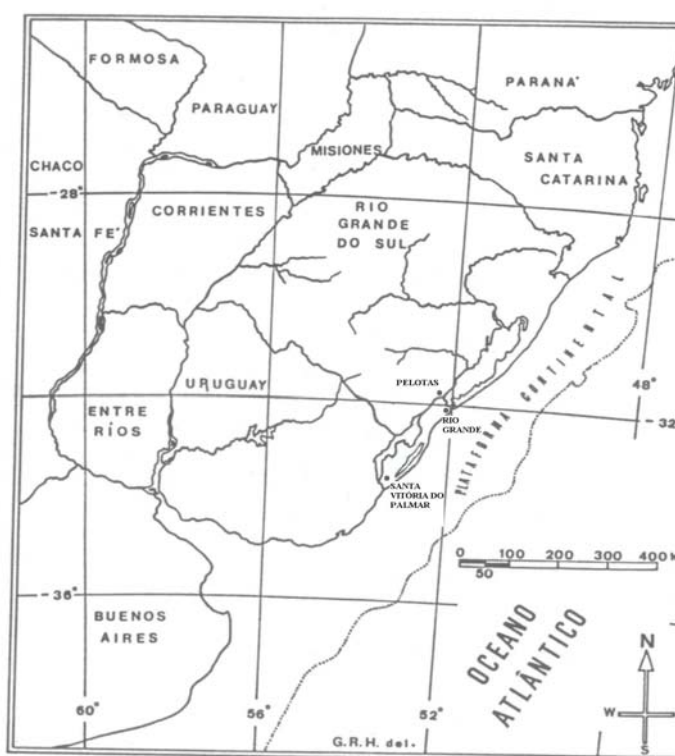 FORMOSA
PARANÁ
PARAGUAY
MISIONES
CHACO
SANTA
CATARINA
-28°
CORRIENTES
RIO
GRANDE
DO SUL
SANTA FÉ
PLATAFORMA CONTINENTAL
PELOTAS
48°
URUGUAY
-32
ENTRE
RÍOS
RIO
GRANDE
SANTA
VITÓRIA DO
PALMAR
0 100 200 300 400 K
50
-36°
BUENOS
AIRES
OCEANO
ATLÂNTICO
N
W
S
60
56
52
G.R.H. del.